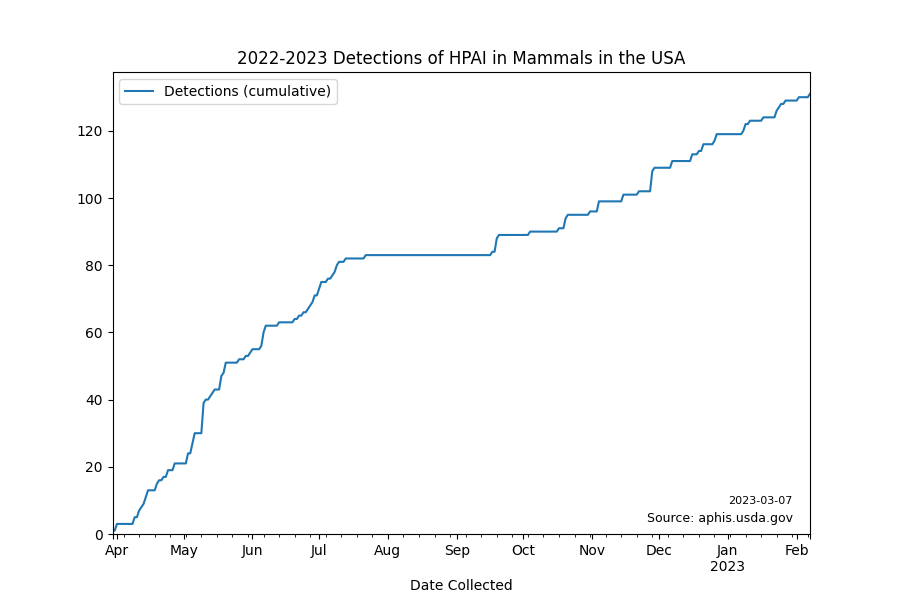 2022-2023 Detections of HPAI in Mammals in the USA
Detections (cumulative)
120
100
80
60
40
20
0
2023-03-07
Source: aphis.usda.gov
Apr May Jun Jul Aug Sep Oct Nov Dec Jan Feb
2023
Date Collected